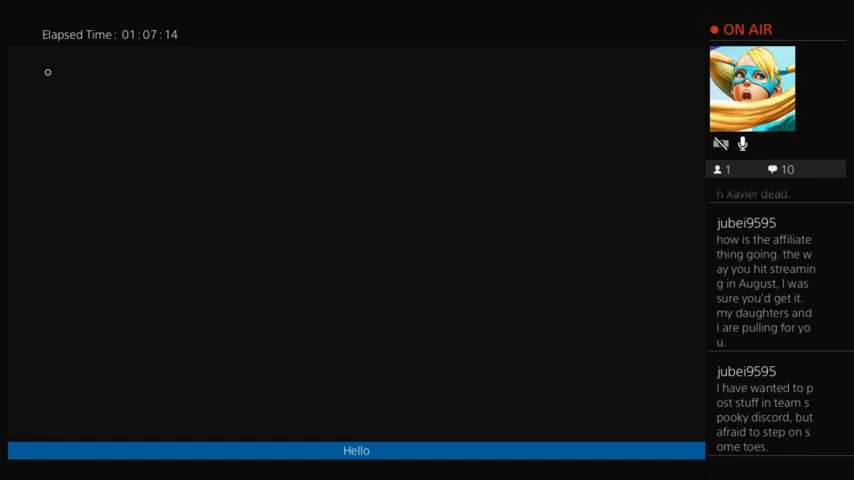 Elapsed Time: 01:07:14
ON AIR
1
10
h Xavier dead.
jubei9595
how is the affiliate
thing going. the w
ay you hit streamin
g in August, I was
sure you'd get it.
my daughters and
I are pulling for yo
u.
jubei9595
I have wanted to p
ost stuff in team s
pooky discord, but
afraid to step on s
ome toes.
Hello